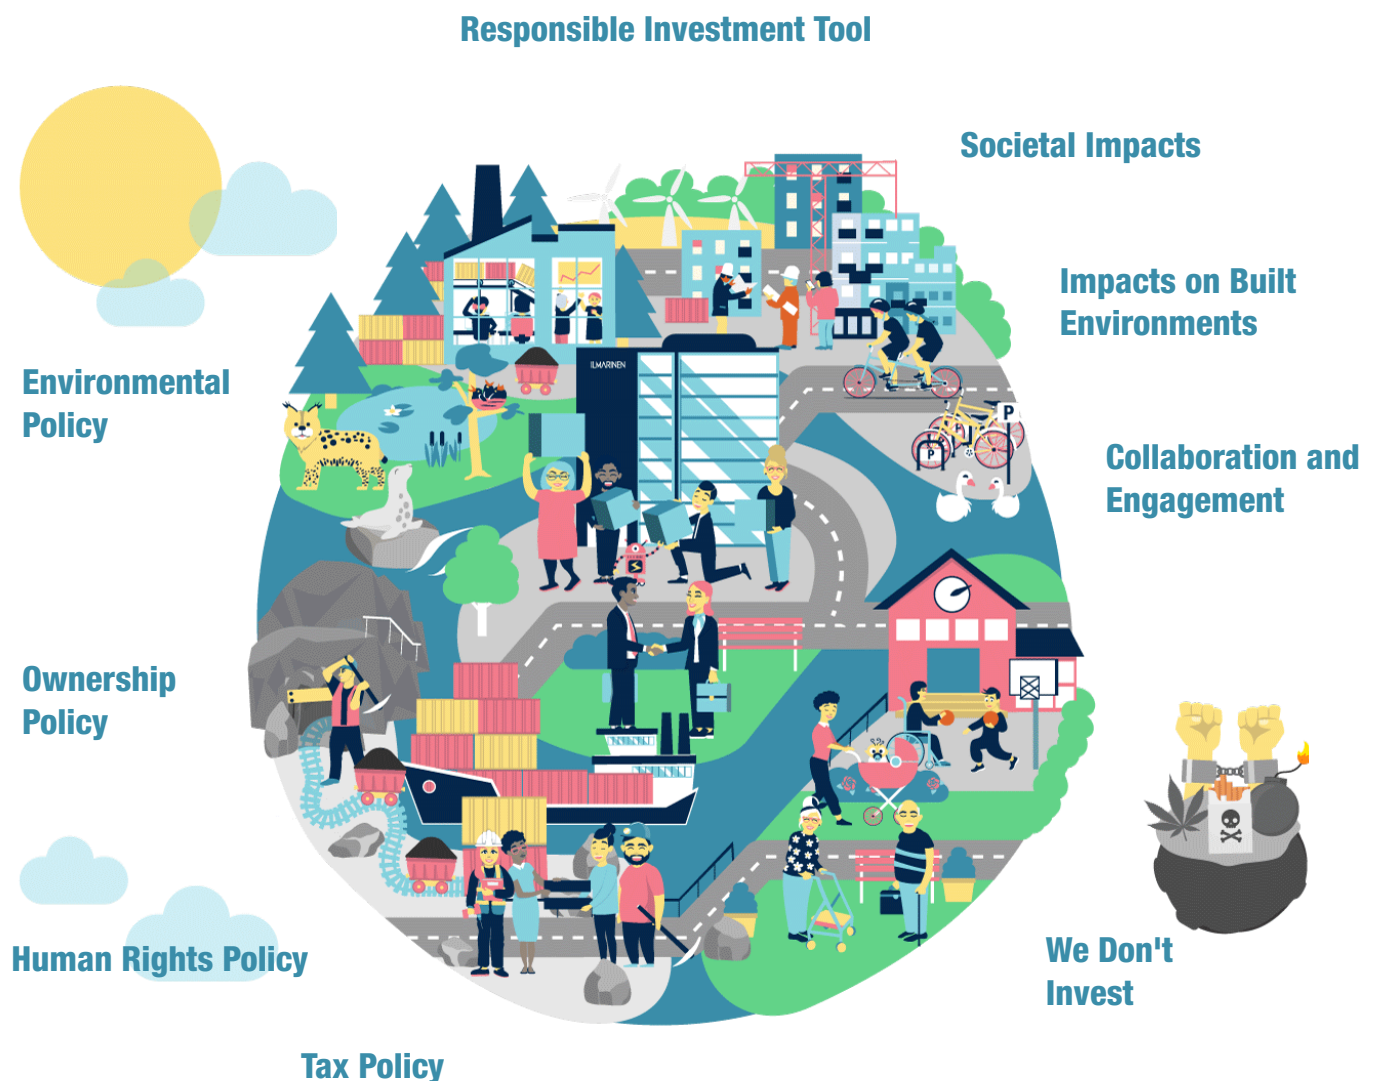 Responsible Investment Tool
Societal Impacts
Impacts on Built
Environments
ILMARINEN
Environmental
Policy
P
P
Collaboration and
Engagement
Ownership
Policy
Human Rights Policy
We Don't
Invest
Tax Policy